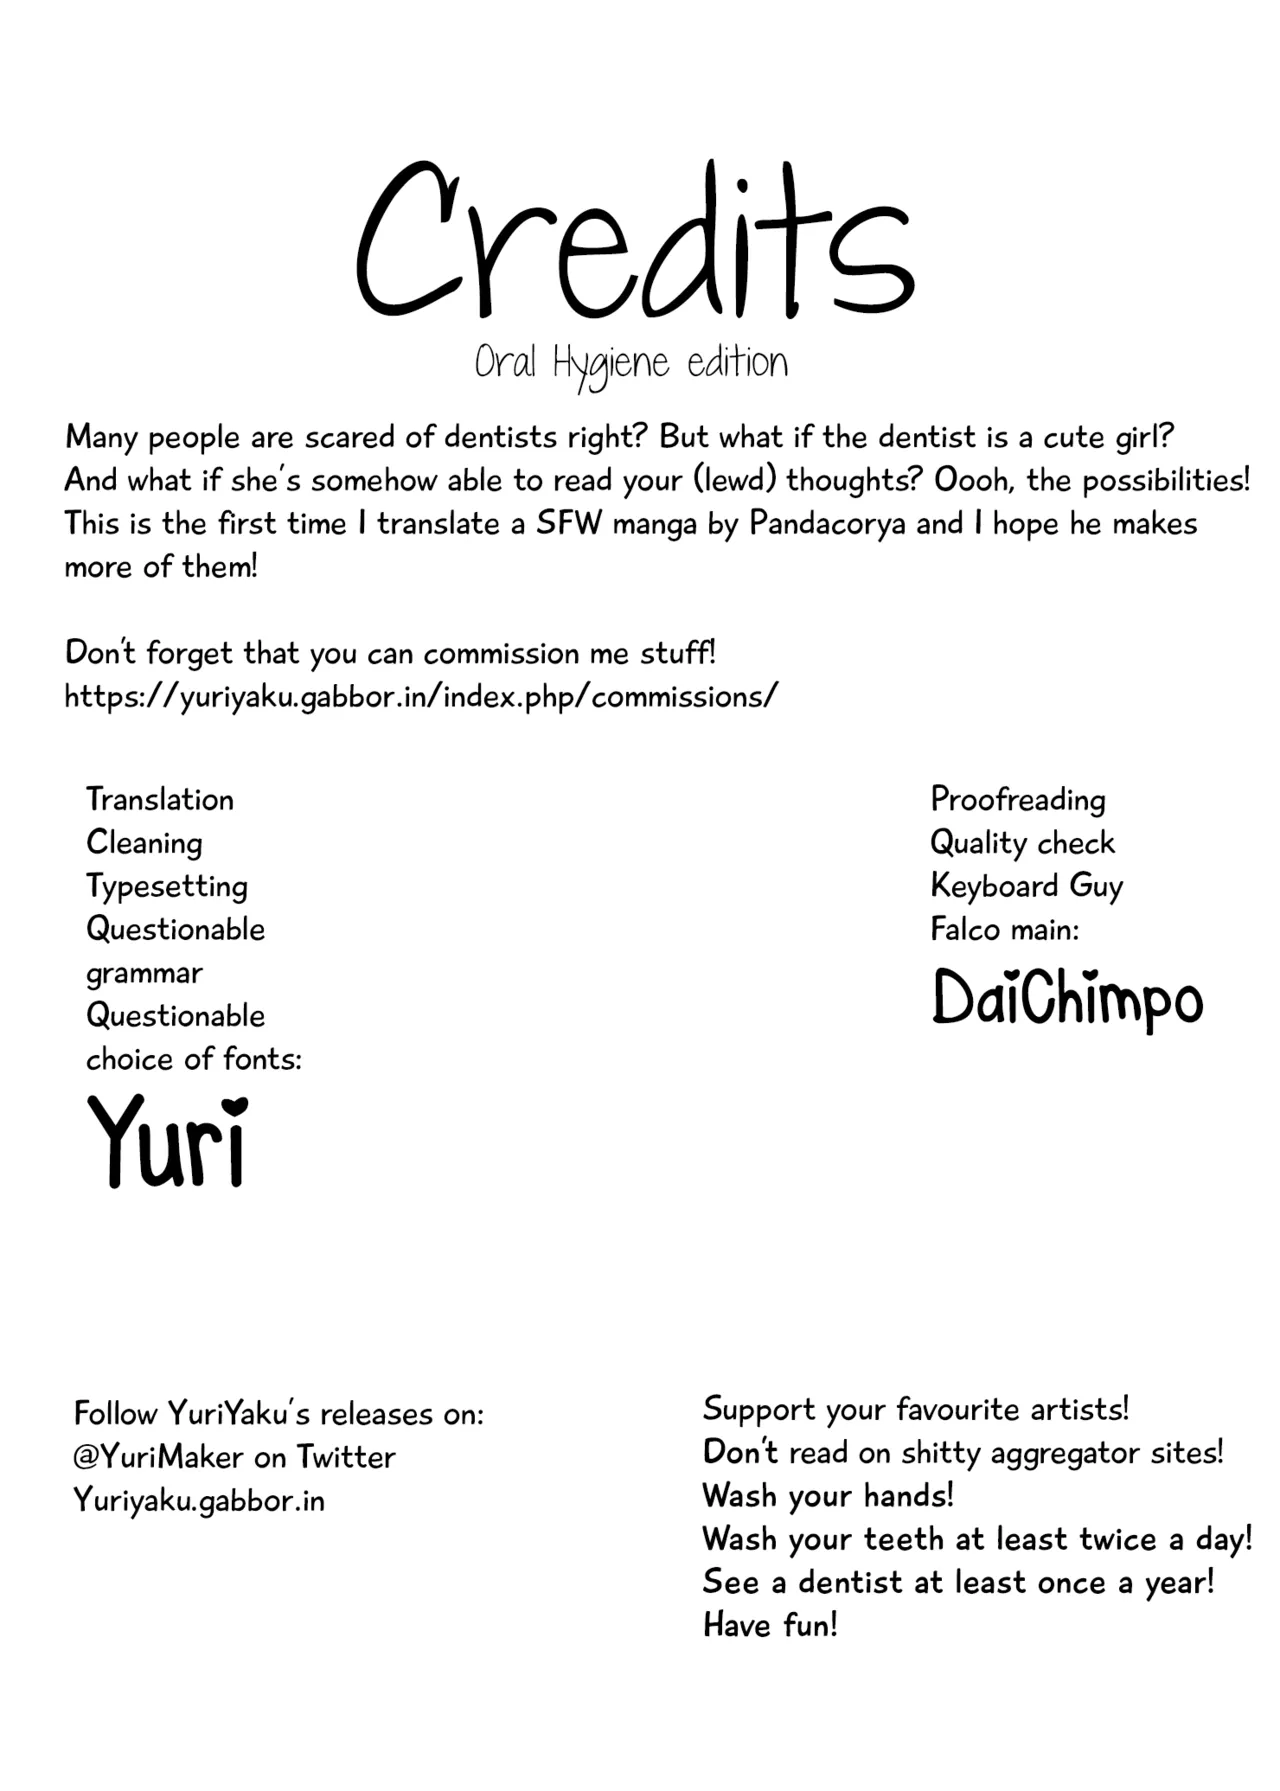 Credits
Oral Hygiene edition
Many people are scared of dentists right? But what if the dentist is a cute girl?
And what if she's somehow able to read your (lewd) thoughts? Oooh, the possibilities!
This is the first time I translate a SFW manga by Pandacorya and I hope he makes
more of them!
Don't forget that you can commission me stuff!
https://yuriyaku.gabbor.in/index.php/commissions/
Translation
Cleaning
Typesetting
Questionable
grammar
Questionable
choice of fonts:
Yuri
Proofreading
Quality check
Keyboard Guy
Falco main:
DaiChimpo
Follow YuriYaku's releases on:
@YuriMaker on Twitter
Yuriyaku.gabbor.in
Support your favourite artists!
Don't read on shitty aggregator sites!
Wash your hands!
Wash your teeth at least twice a day!
See a dentist at least once a year!
Have fun!